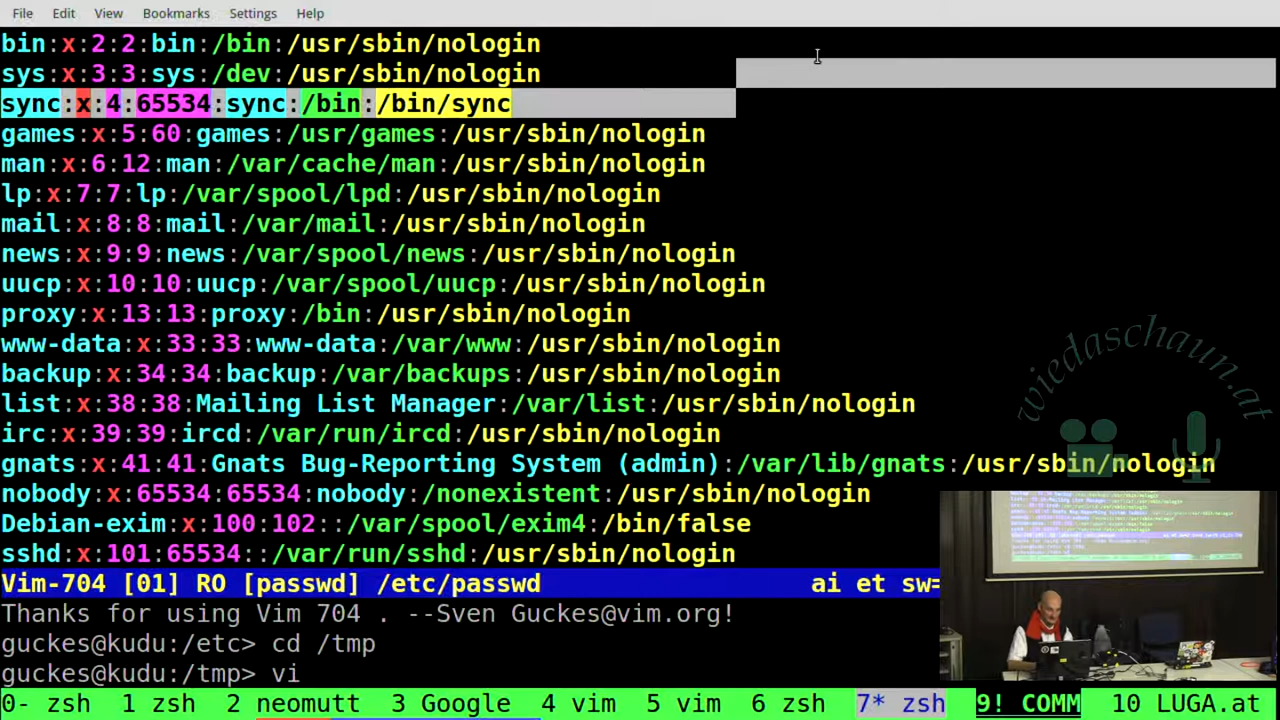 File Edit View Bookmarks Settings Help
bin:x:2:2:bin:/bin:/usr/sbin/nologin
sys:x:3:3:sys:/dev:/usr/sbin/nologin
sync:x:4:65534:sync:/bin:/bin/sync
games:x:5:60:games:/usr/games:/usr/sbin/nologin
man:x:6:12:man:/var/cache/man:/usr/sbin/nologin
lp:x:7:7:lp:/var/spool/lpd:/usr/sbin/nologin
mail:x:8:8:mail:/var/mail:/usr/sbin/nologin
news:x:9:9:news:/var/spool/news:/usr/sbin/nologin
uucp:x:10:10:uucp:/var/spool/uucp:/usr/sbin/nologin
proxy:x:13:13:proxy:/bin:/usr/sbin/nologin
www-data:x:33:33:www-data:/var/www:/usr/sbin/nologin
backup:x:34:34:backup:/var/backups:/usr/sbin/nologin
list:x:38:38:Mailing List Manager:/var/list:/usr/sbin/nologin
irc:x:39:39:ircd:/var/run/ircd:/usr/sbin/nologin
gnats:x:41:41:Gnats Bug-Reporting System (admin):/var/lib/gnats:/usr/sbin/nologin
nobody:x:65534:65534:nobody:/nonexistent:/usr/sbin/nologin
Debian-exim:x:100:102::/var/spool/exim4:/bin/false
sshd:x:101:65534::/var/run/sshd:/usr/sbin/nologin
Vim-704 [01] RO [passwd] /etc/passwd ai et sw=
Thanks for using Vim 704 . --Sven Guckes@vim.org!
guckes@kudu:/etc> cd /tmp
guckes@kudu:/tmp> vi
0- zsh 1 zsh 2 neomutt 3 Google 4 vim 5 vim 6 zsh 7* zsh 9! COMM 10 LUGA.at
wiedaschaun.at